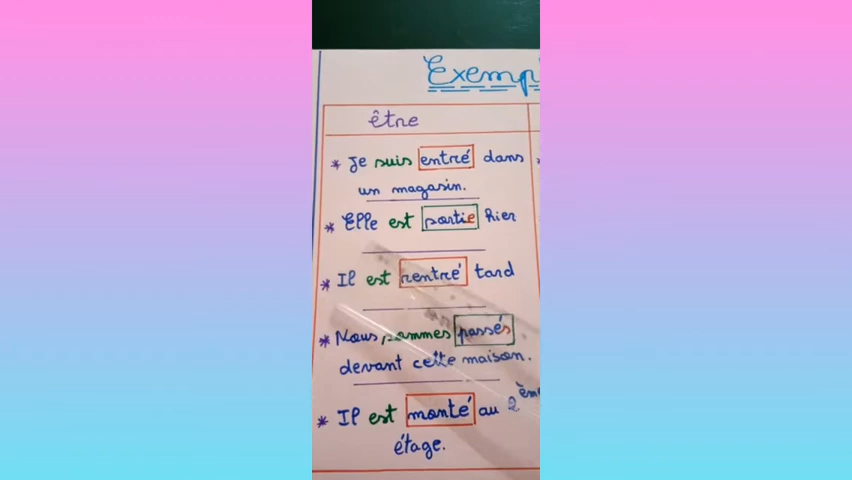 Exempl
être
* Je suis entré dans
un magasin.
* Elle est partie hier
* Il est rentré tard
* Nous sommes passés
devant cette maison.
* Il est monté au 2ème
étage.